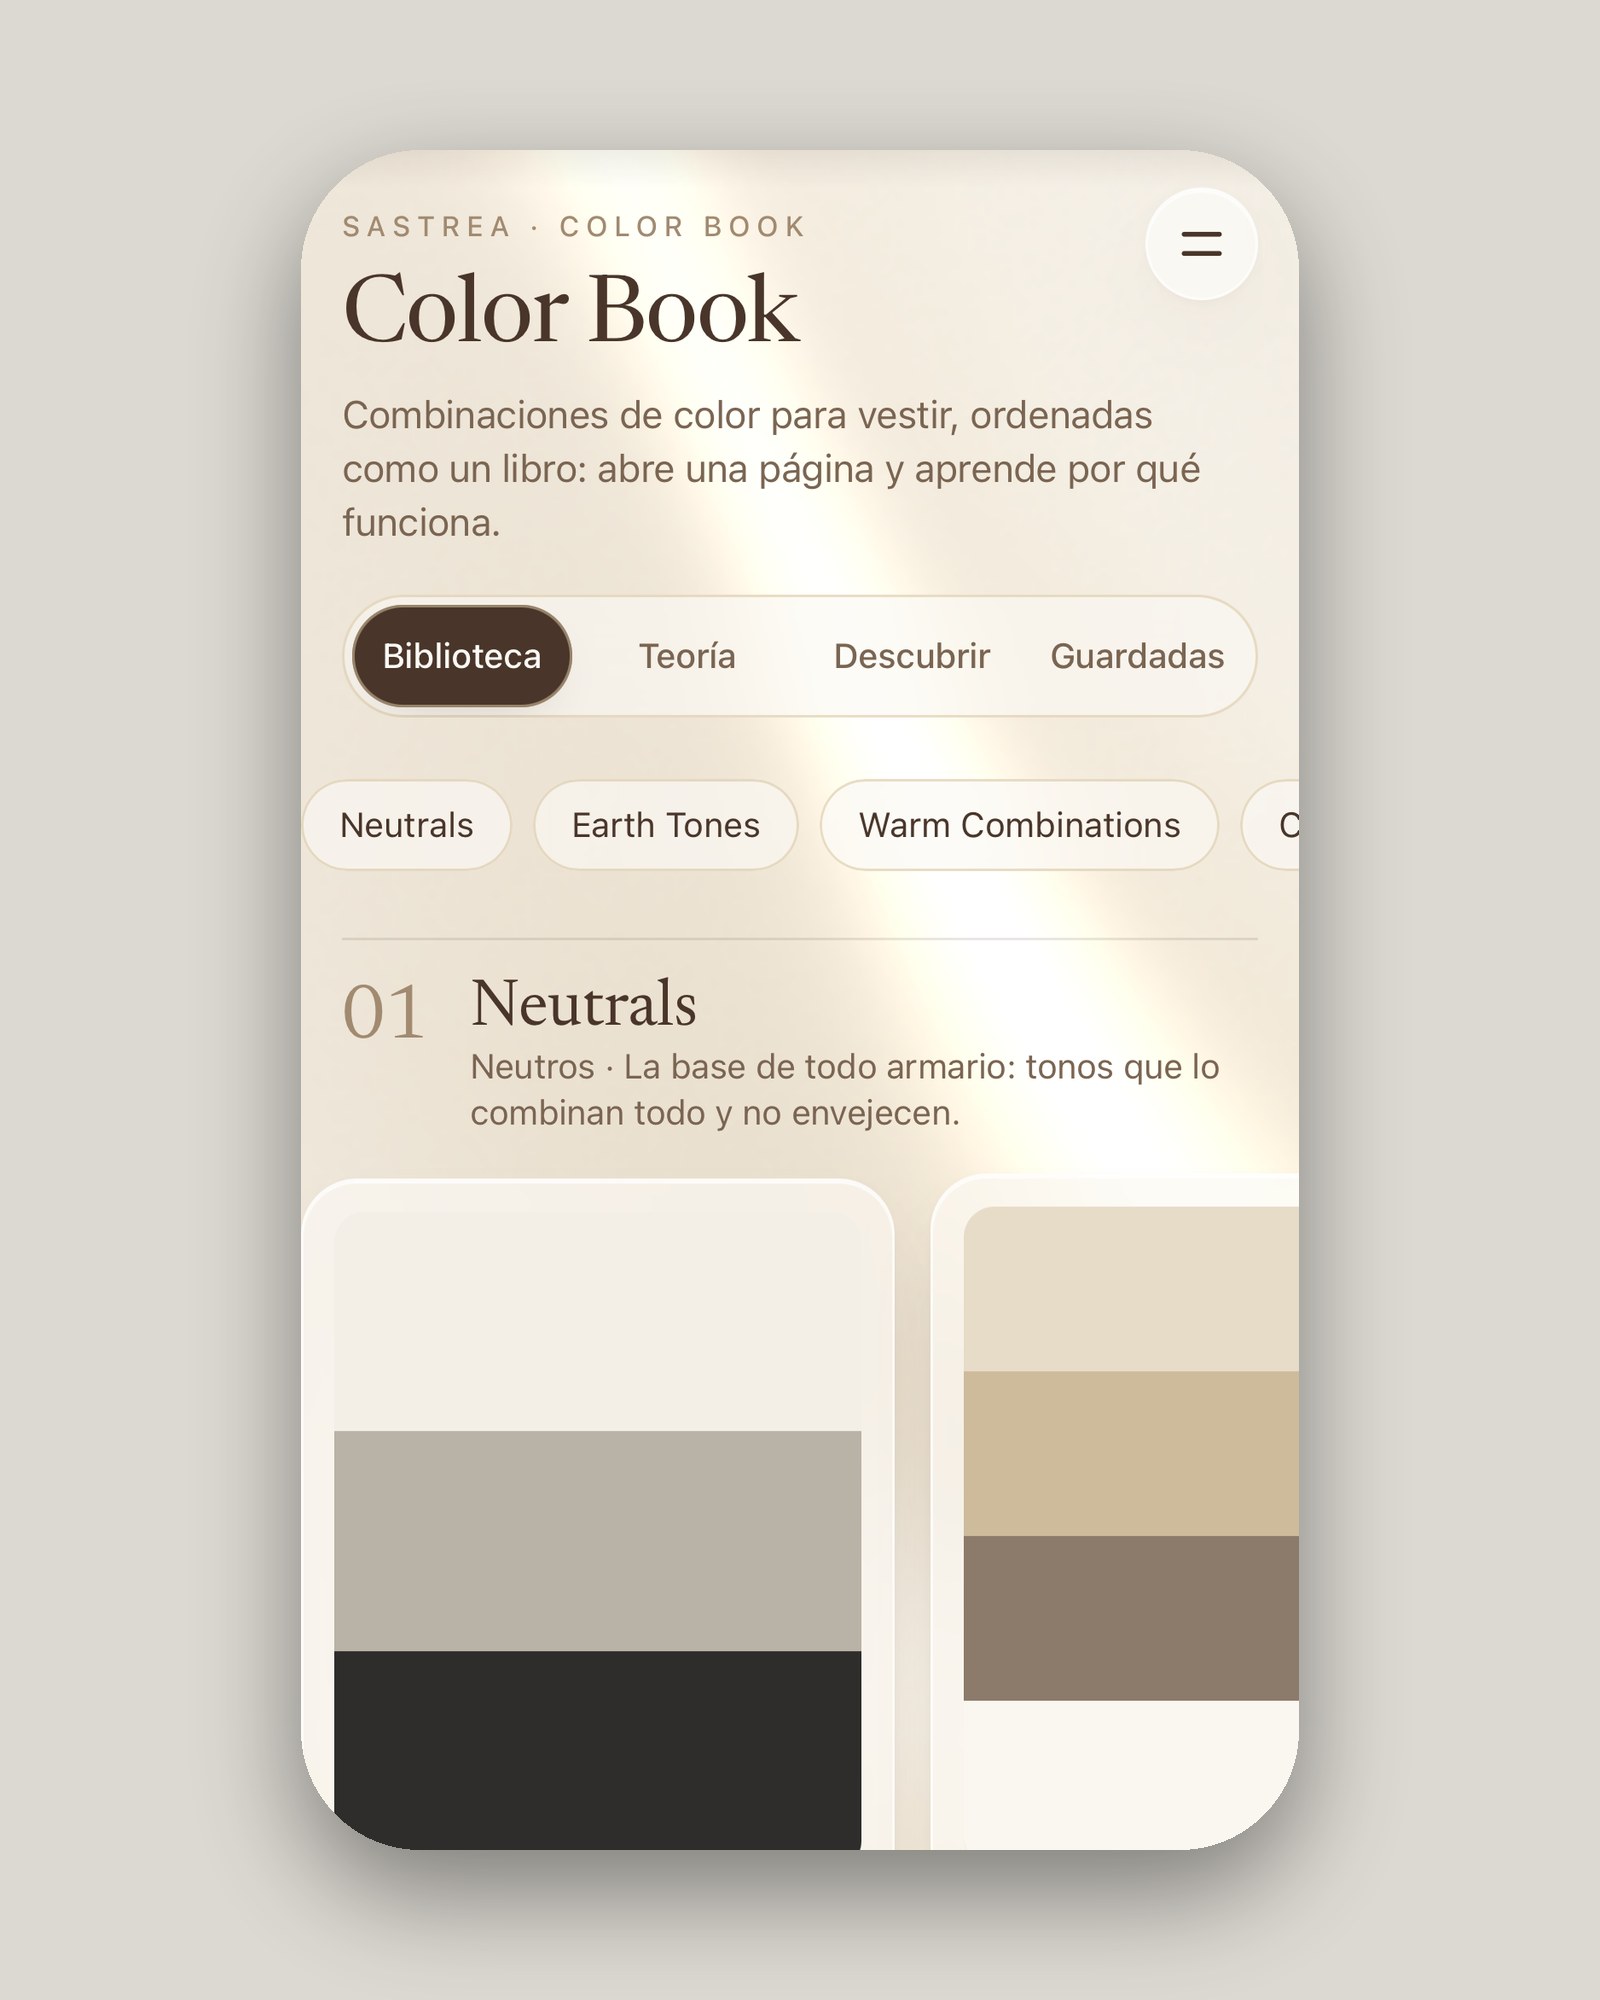 SASTREA · COLOR BOOK
Color Book
Combinaciones de color para vestir, ordenadas
como un libro: abre una página y aprende por qué
funciona.
Biblioteca Teoría Descubrir Guardadas
Neutrals Earth Tones Warm Combinations
01 Neutrals
Neutros · La base de todo armario: tonos que lo
combinan todo y no envejecen.